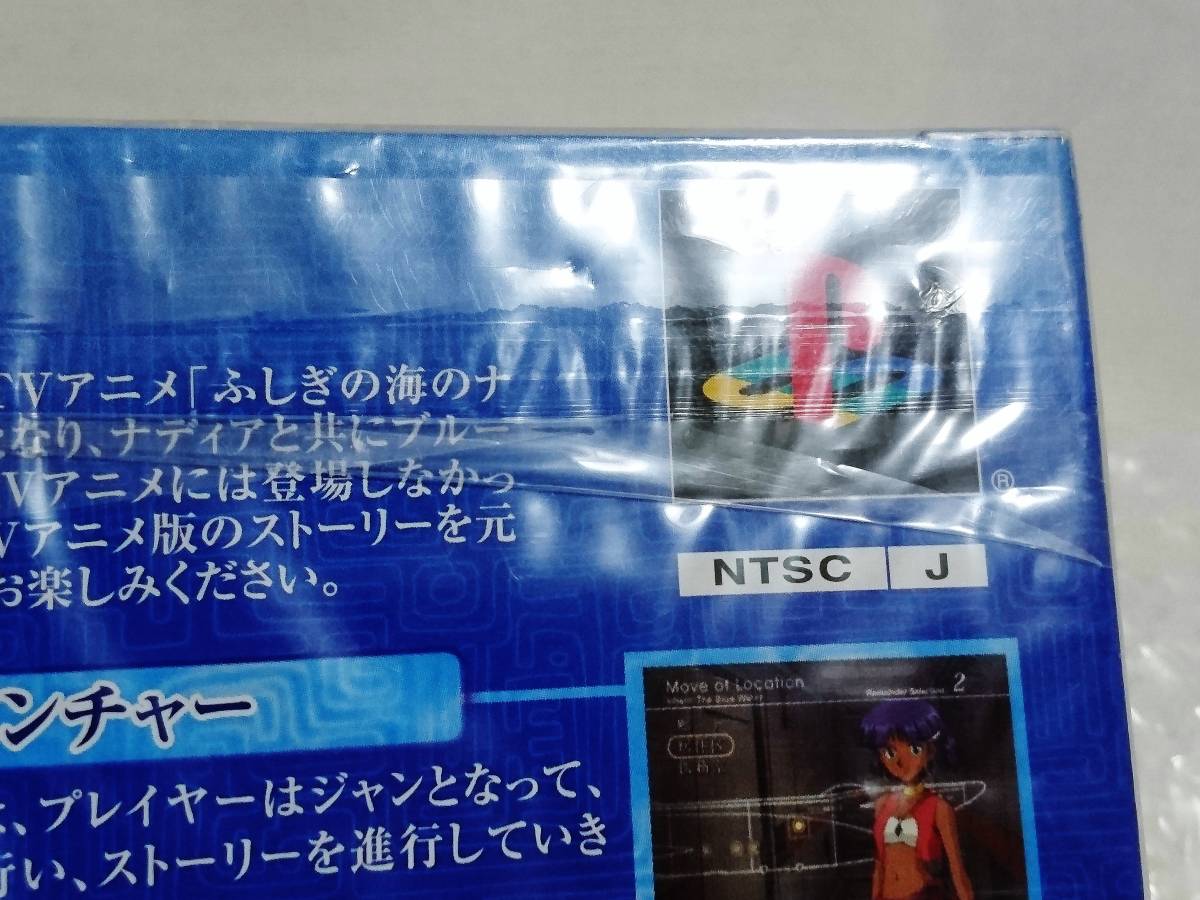 TVアニメ「ふしぎの海のナ
となり、ナディアと共にブルー
TVアニメには登場しなかっ
Vアニメ版のストーリーを元
お楽しみください。
®
NTSC J
ンチャー
Move of Location
2
、プレイヤーはジャンとなって、
行い、ストーリーを進行していき